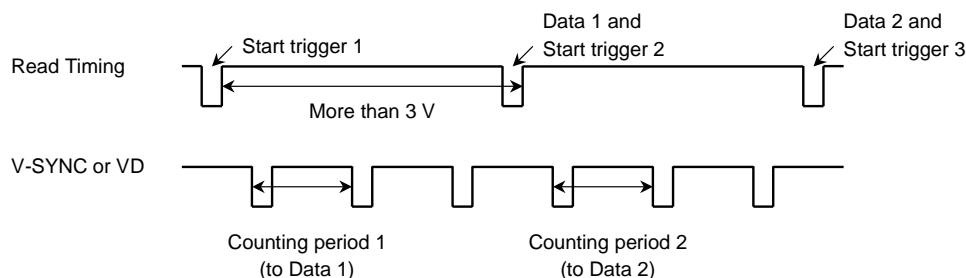 Start trigger 1
Data 1 and
Start trigger 2
Data 2 and
Start trigger 3
Read Timing
More than 3 V
V-SYNC or VD
Counting period 1
(to Data 1)
Counting period 2
(to Data 2)